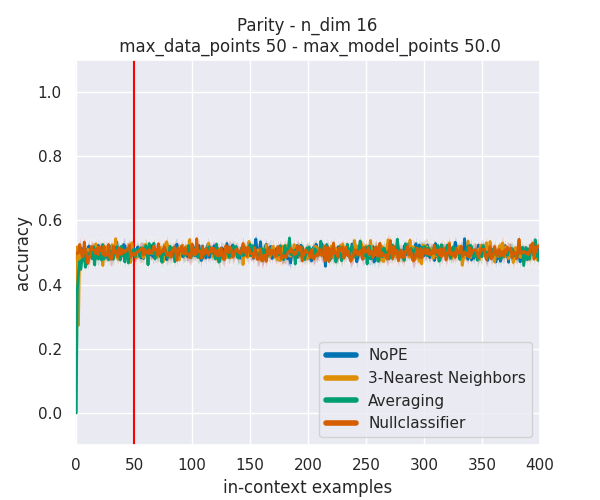 Parity - n_dim 16
max_data_points 50 - max_model_points 50.0
1.0
0.8
0.6
0.4
0.2
0.0
accuracy
NoPE
3-Nearest Neighbors
Averaging
Nullclassifier
0 50 100 150 200 250 300 350 400
in-context examples